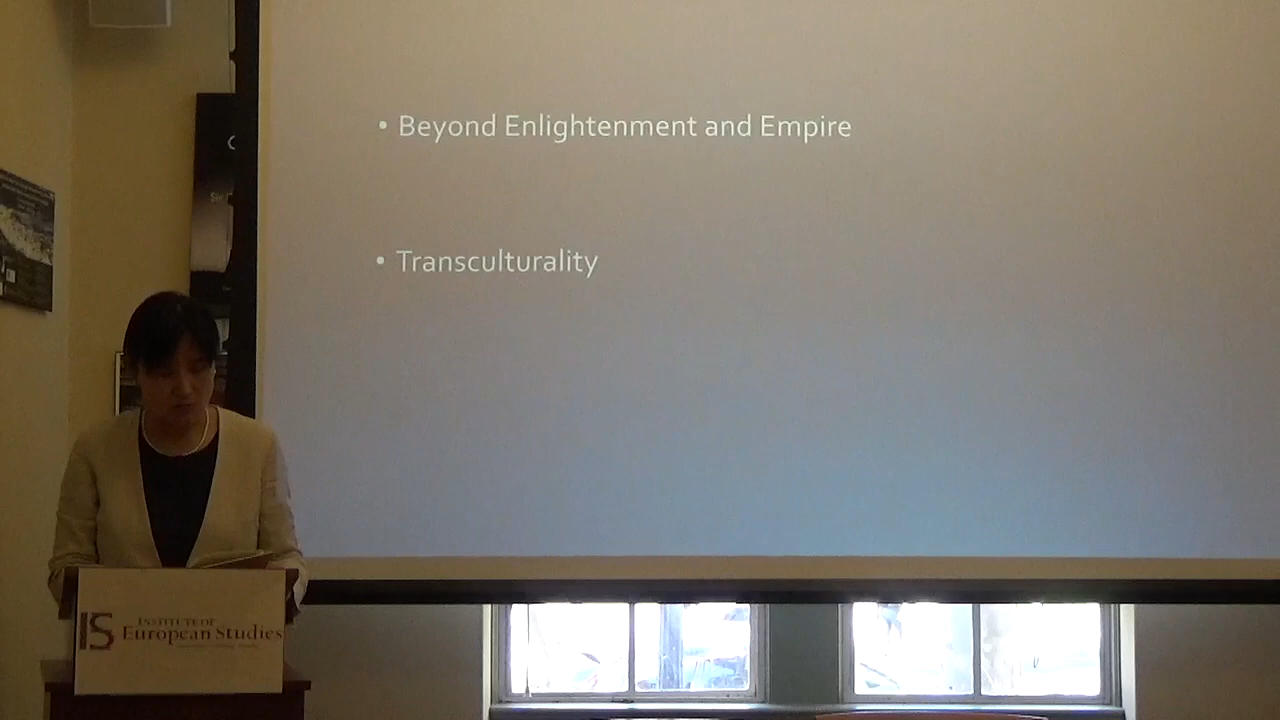 • Beyond Enlightenment and Empire
• Transculturality
IS
INSTITUTE OF
European Studies